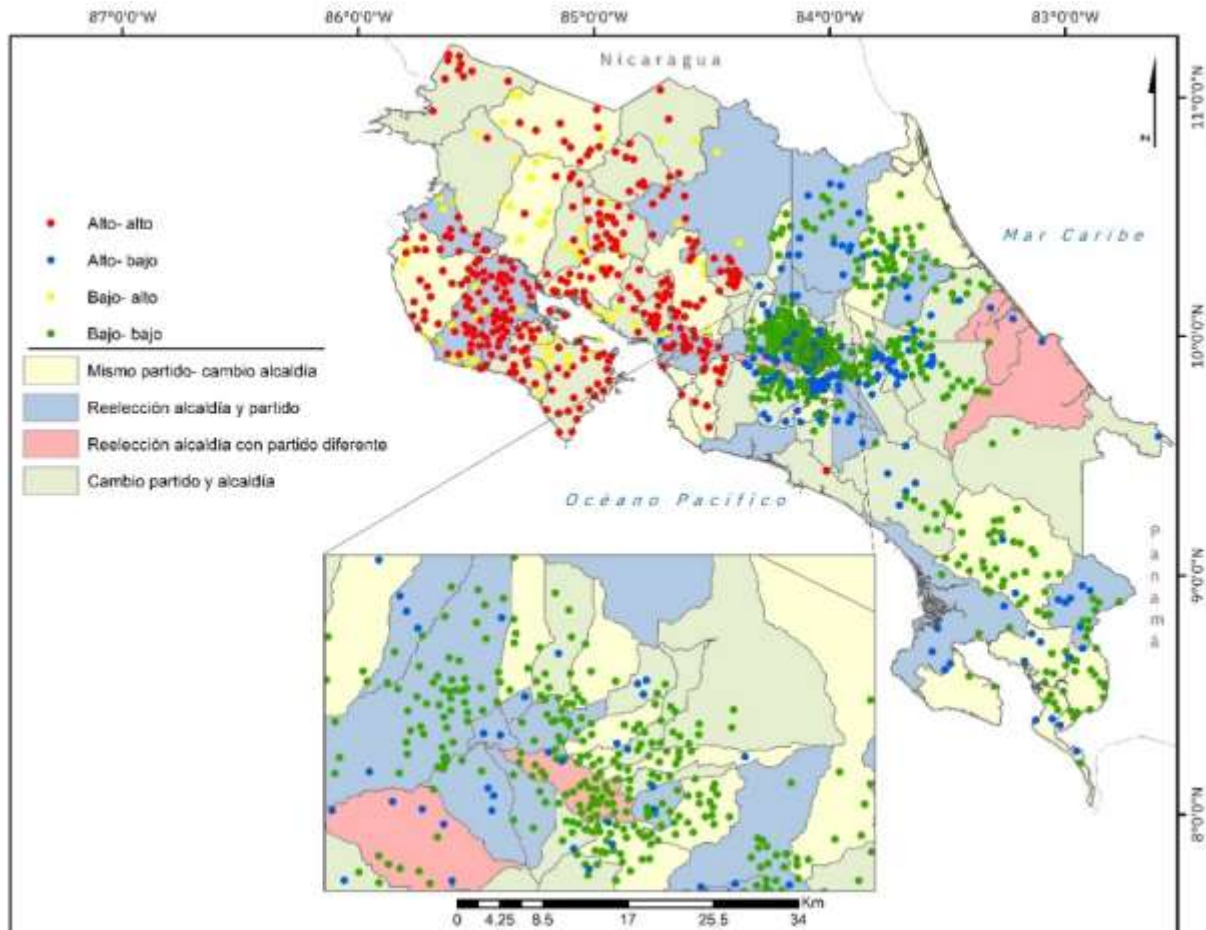 87°0'0"W
86°0'0"W
85°0'0"W
84°0'0"W
83°0'0"W
Nicaragua
11°0'0"N
z
Alto- alto
Alto- bajo
Mar Caribe
Bajo- alto
Bajo- bajo
10°0'0"N
Mismo partido- cambio alcaldía
Reelección alcaldía y partido
Reelección alcaldía con partido diferente
Cambio partido y alcaldía
Océano Pacífico
Panamá
9°0'0"N
8°0'0"N
Km
0 4.25 8.5 17 25.5 34